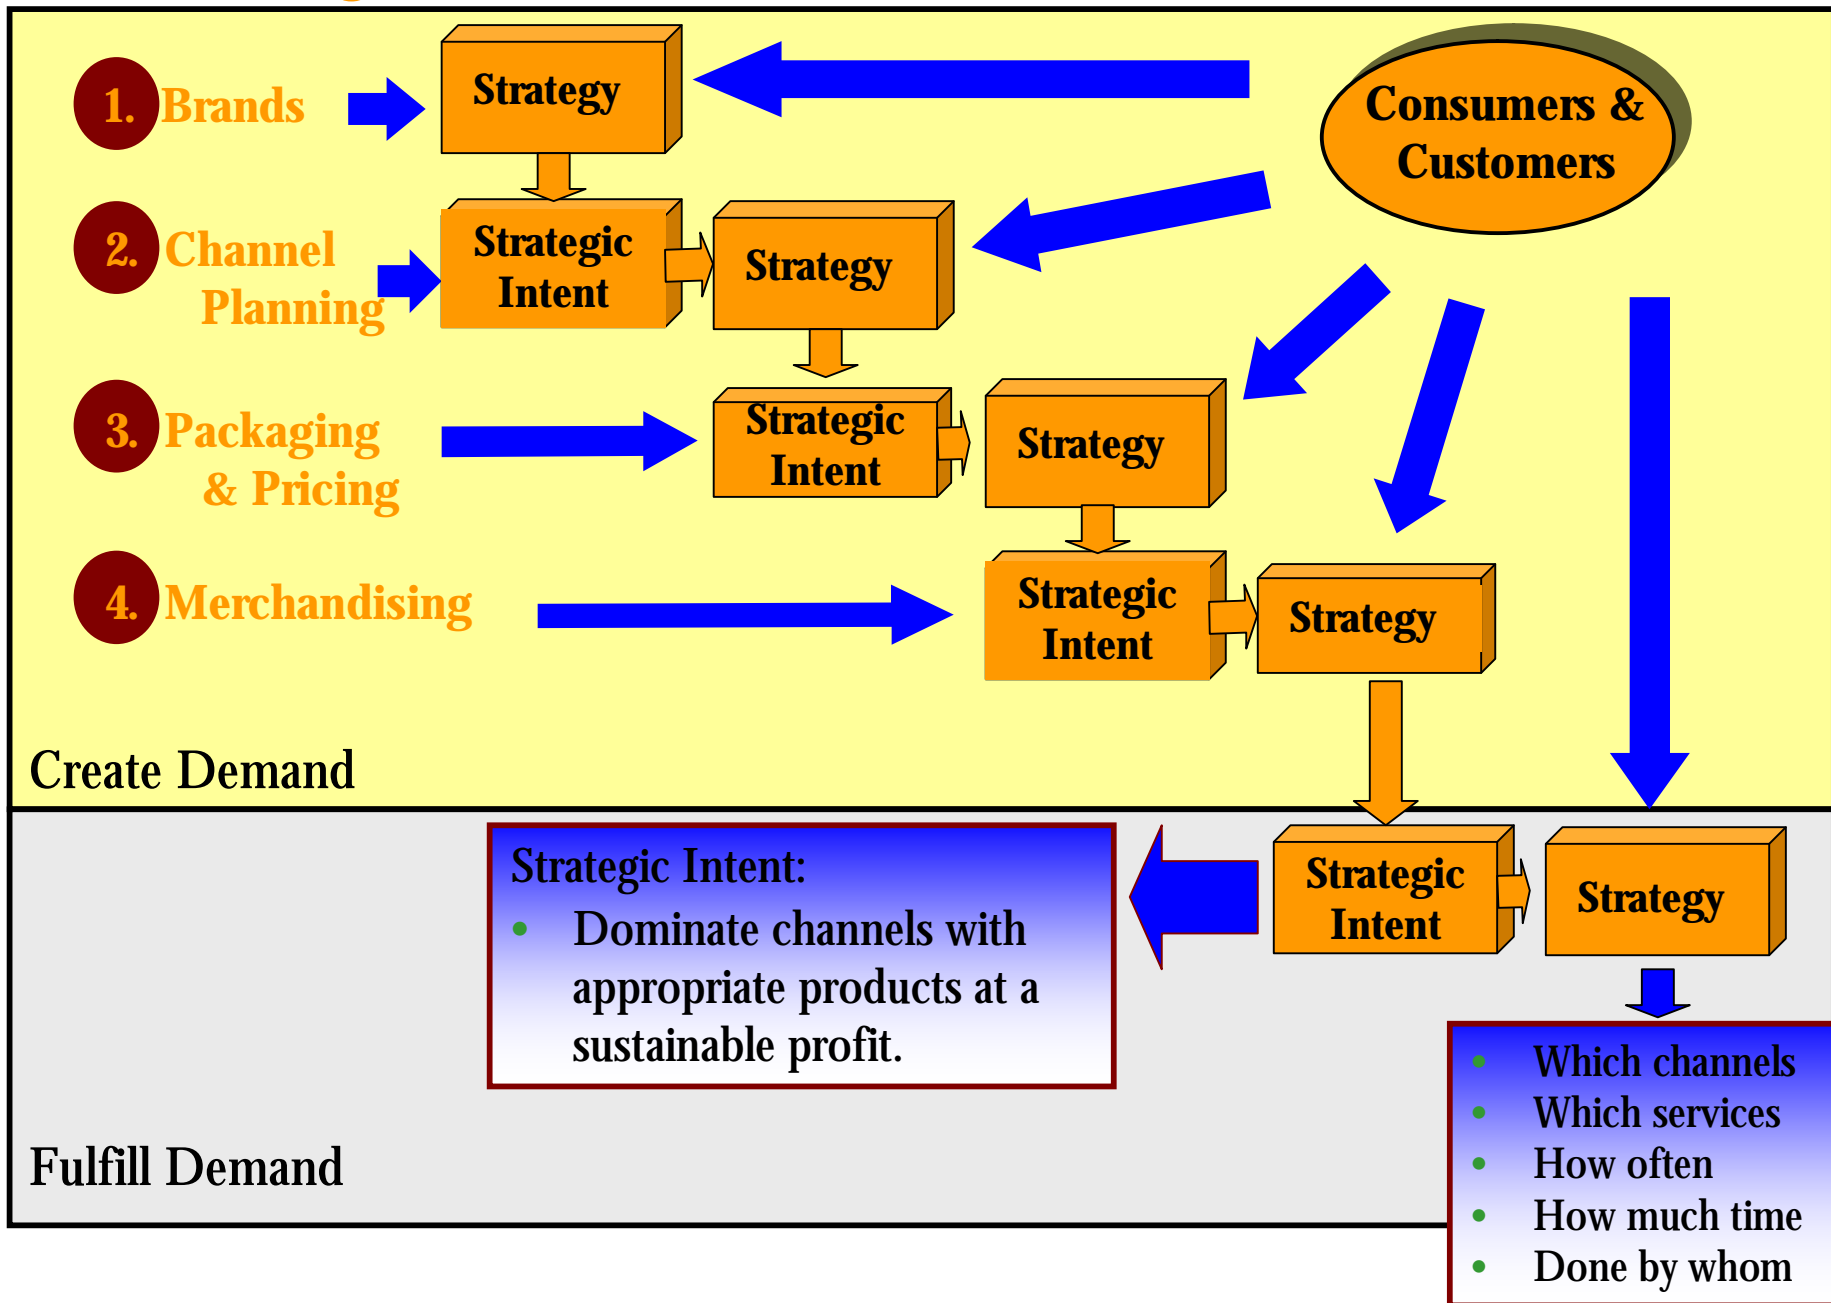 1. Brands
Strategy
Consumers &
Customers
2. Channel
Planning
Strategic
Intent
Strategy
3. Packaging
& Pricing
Strategic
Intent
Strategy
4. Merchandising
Strategic
Intent
Strategy
Create Demand
Strategic Intent:
• Dominate channels with
appropriate products at a
sustainable profit.
Strategic
Intent
Strategy
Fulfill Demand
• Which channels
• Which services
• How often
• How much time
• Done by whom